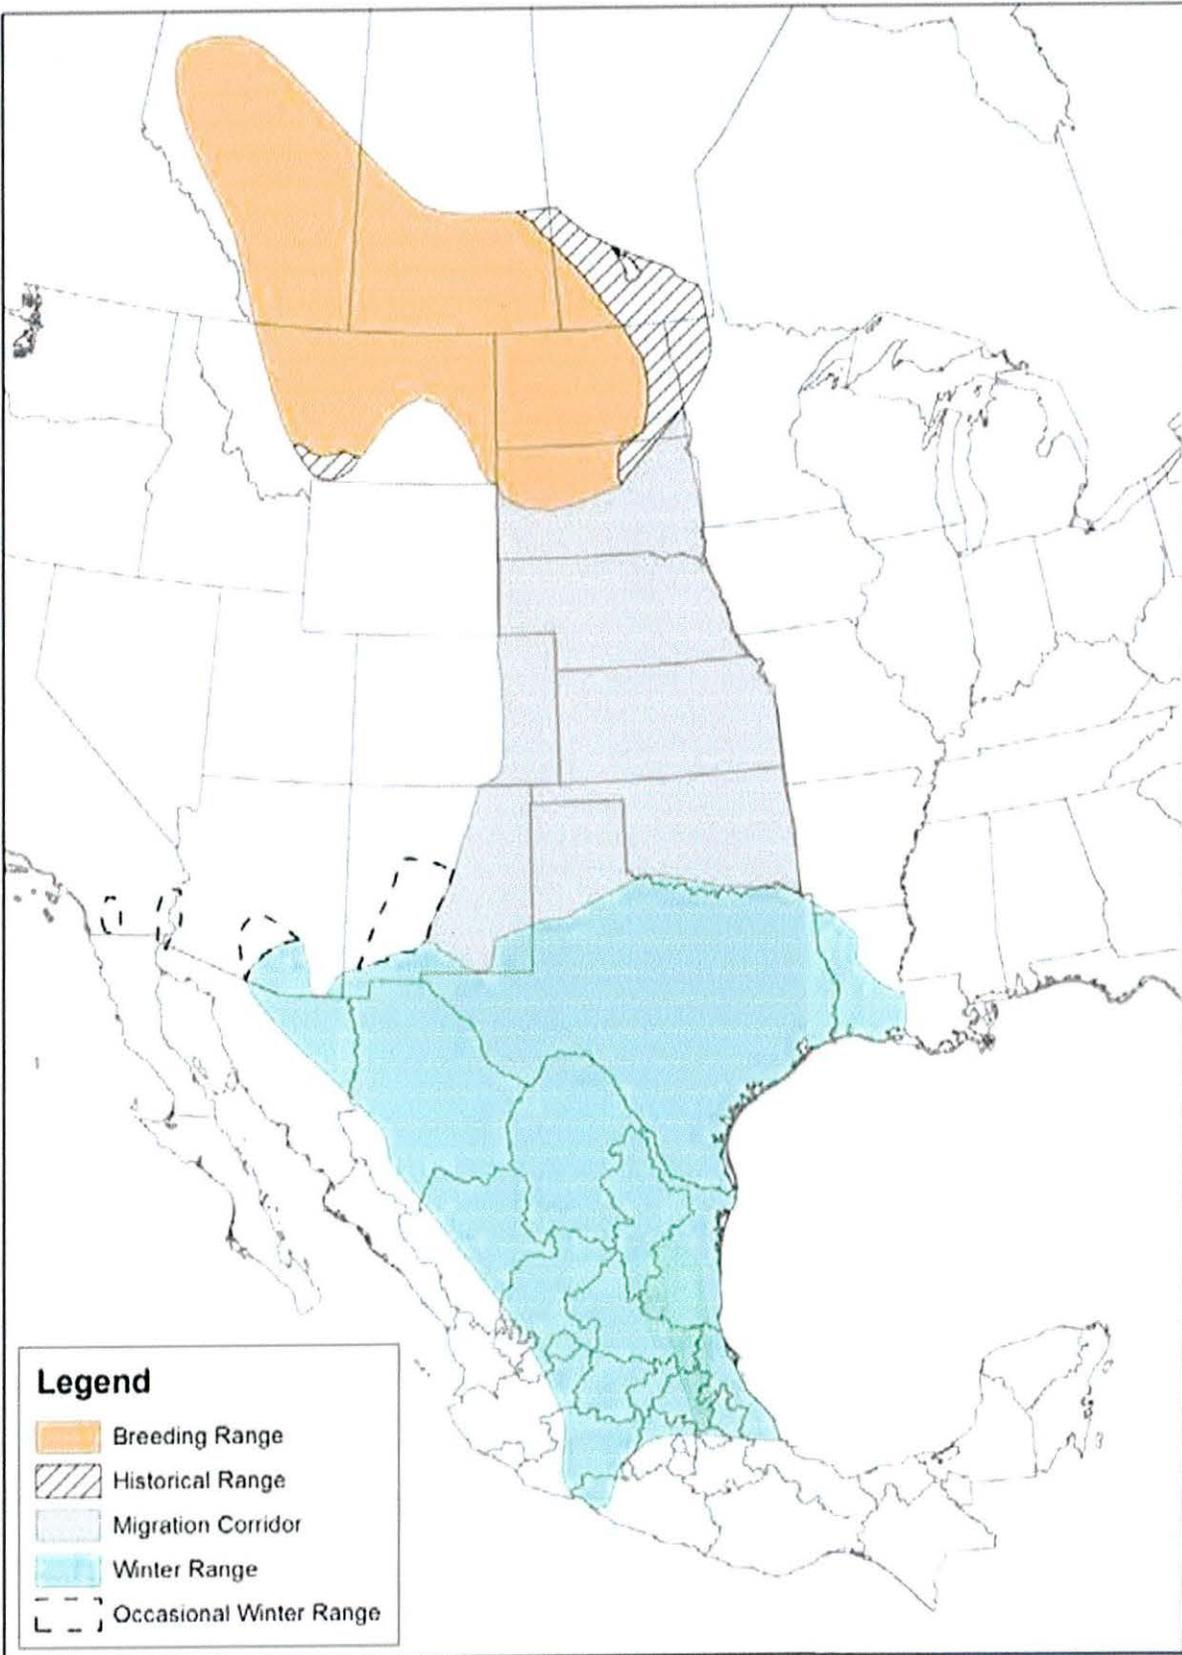 Legend
Breeding Range
Historical Range
Migration Corridor
Winter Range
Occasional Winter Range